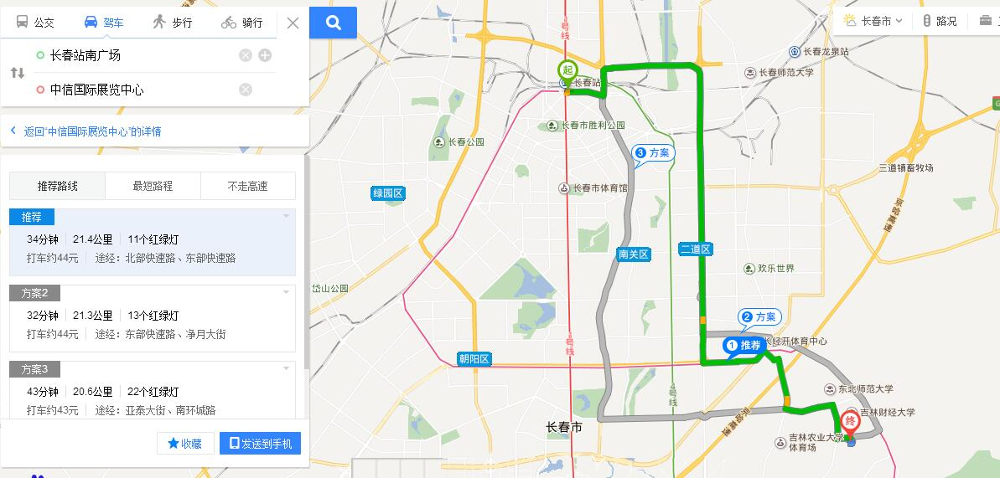 公交 驾车 步行 骑行
长春站南广场
中信国际展览中心
返回“中信国际展览中心”的详情
推荐路线 最短路程 不走高速
推荐
34分钟 21.4公里 11个红绿灯
打车约44元 途经：北部快速路、东部快速路
方案2
32分钟 21.3公里 13个红绿灯
打车约44元 途经：东部快速路、净月大街
方案3
43分钟 20.6公里 22个红绿灯
打车约43元 途经：亚泰大街、南环城路
收藏 发送到手机
长春市 路况
号线
起
长春站
长春龙泉站
长春师范大学
长春市胜利公园
长春公园
3 方案
三道镇畜牧场
长春市体育馆
绿园区
京哈高速
南关区
二道区
欢乐世界
岱山公园
2 方案
1 推荐
长经开体育中心
号线
朝阳区
4号线
东北师范大学
京哈高速
吉林财经大学
终
长春市
吉林农业大学
体育场